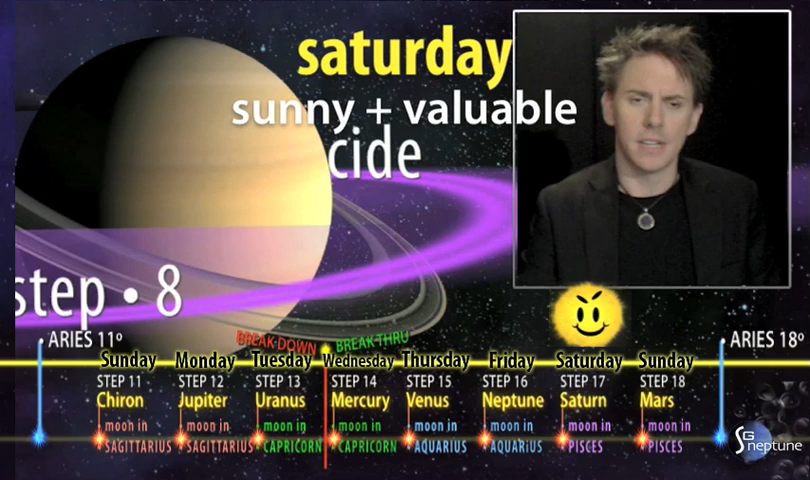 saturday
sunny + valuable
cide
step • 8
ARIES 11º
BREAK DOWN
BREAK THRU
ARIES 18º
Sunday Monday Tuesday Wednesday Thursday Friday Saturday Sunday
STEP 11 STEP 12 STEP 13 STEP 14 STEP 15 STEP 16 STEP 17 STEP 18
Chiron Jupiter Uranus Mercury Venus Neptune Saturn Mars
moon in moon in moon in moon in moon in moon in moon in moon in
SAGITTARIUS SAGITTARIUS CAPRICORN CAPRICORN AQUARIUS AQUARiUS PISCES PISCES
SG
neptune